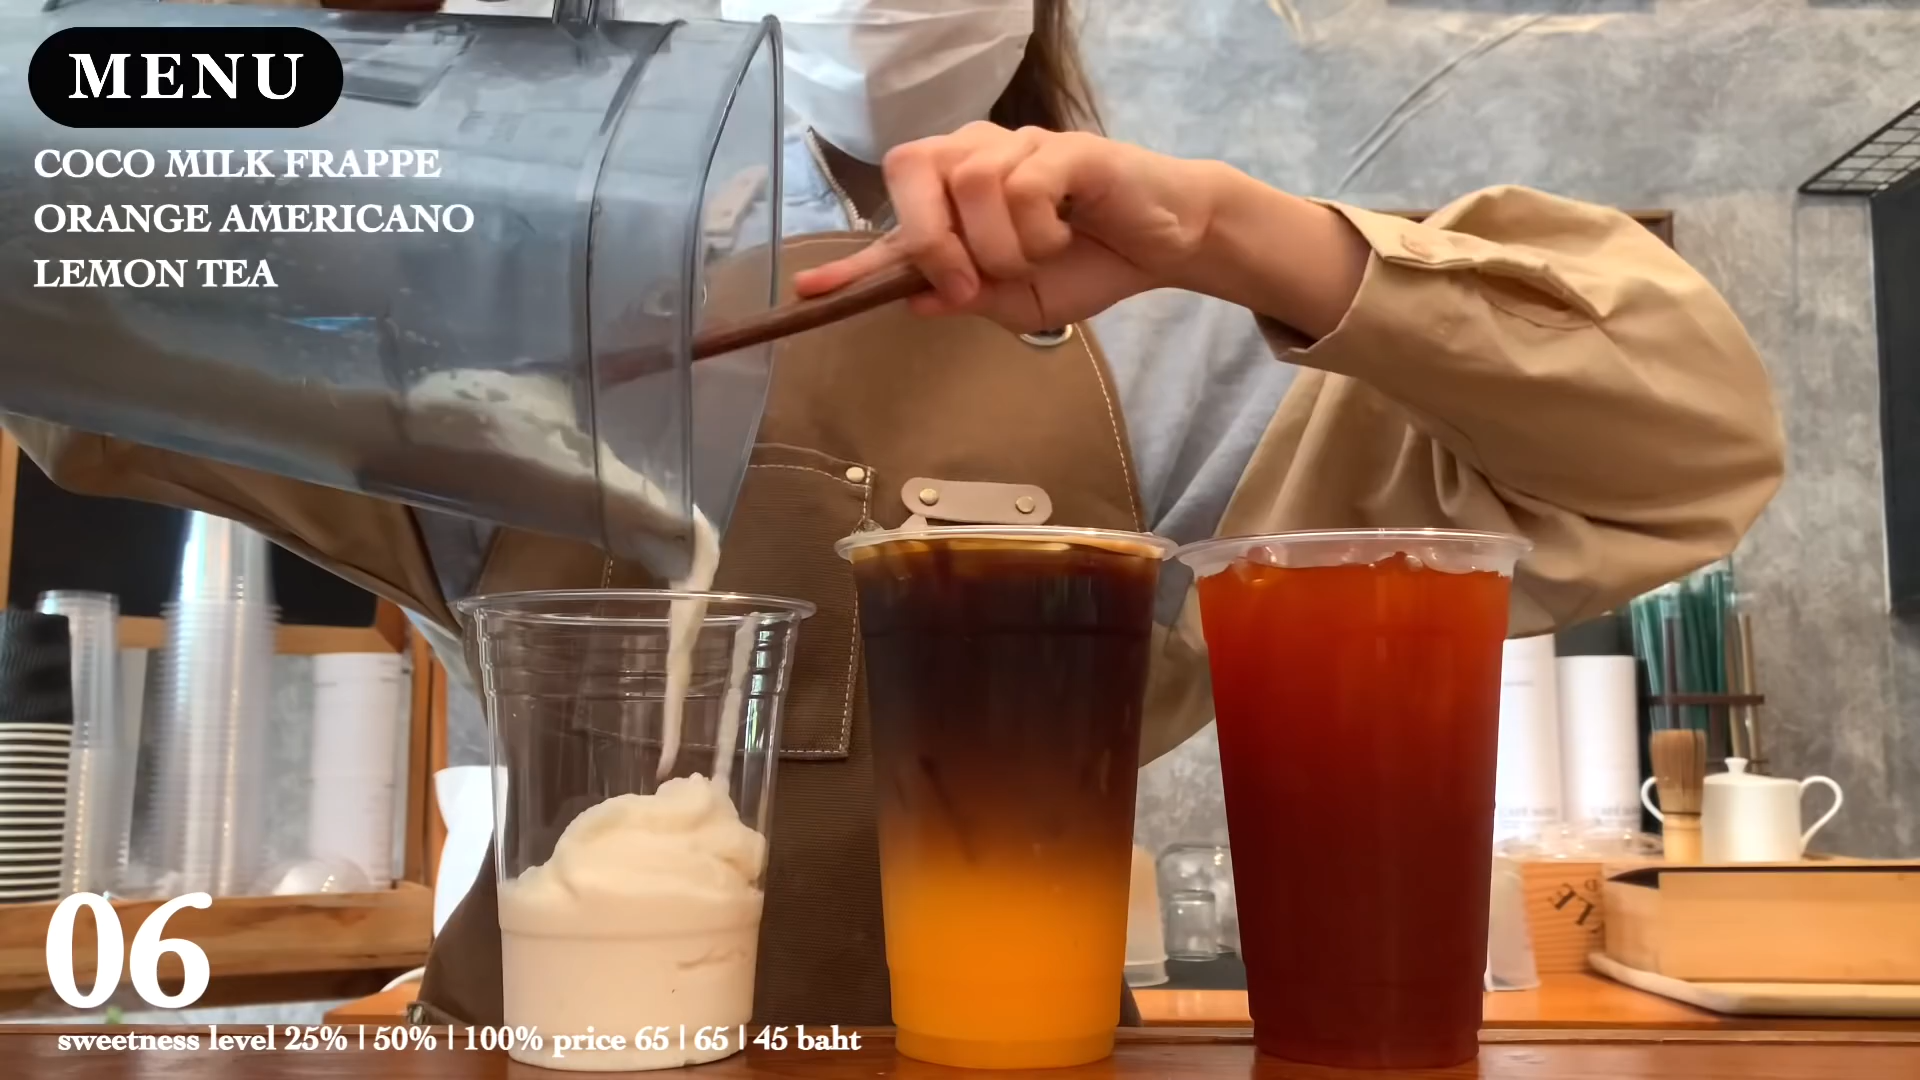 MENU
COCO MILK FRAPPE
ORANGE AMERICANO
LEMON TEA
06
sweetness level 25% | 50% | 100% price 65 | 65 | 45 baht